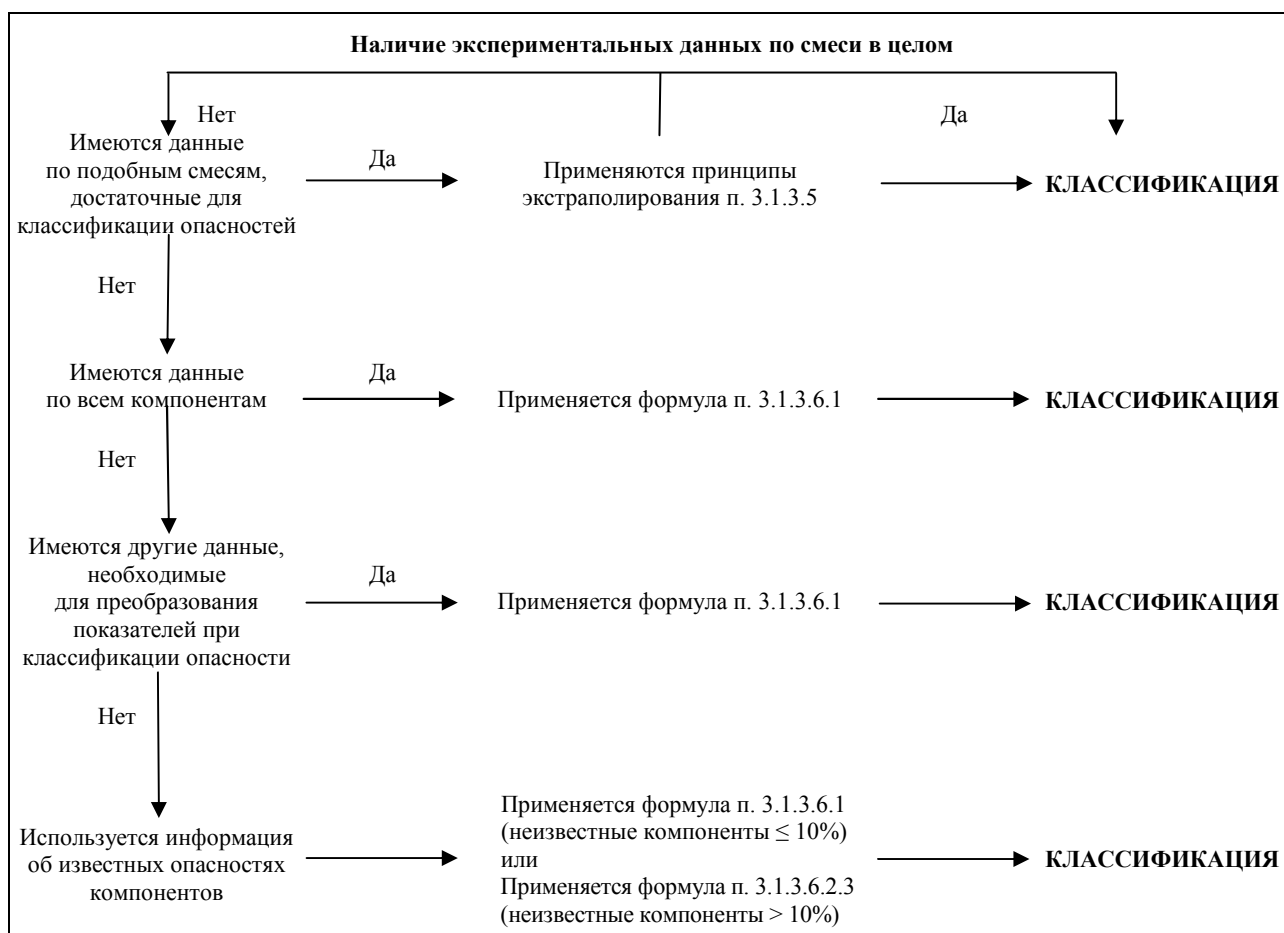 Наличие экспериментальных данных по смеси в целом
Нет
Да
Имеются данные
по подобным смесям,
достаточные для
классификации опасностей
Да
Применяются принципы
экстраполирования п. 3.1.3.5
КЛАССИФИКАЦИЯ
Нет
Имеются данные
по всем компонентам
Да
Применяется формула п. 3.1.3.6.1
КЛАССИФИКАЦИЯ
Нет
Имеются другие данные,
необходимые
для преобразования
показателей при
классификации опасности
Да
Применяется формула п. 3.1.3.6.1
КЛАССИФИКАЦИЯ
Нет
Используется информация
об известных опасностях
компонентов
Применяется формула п. 3.1.3.6.1
(неизвестные компоненты ≤ 10%)
или
Применяется формула п. 3.1.3.6.2.3
(неизвестные компоненты > 10%)
КЛАССИФИКАЦИЯ